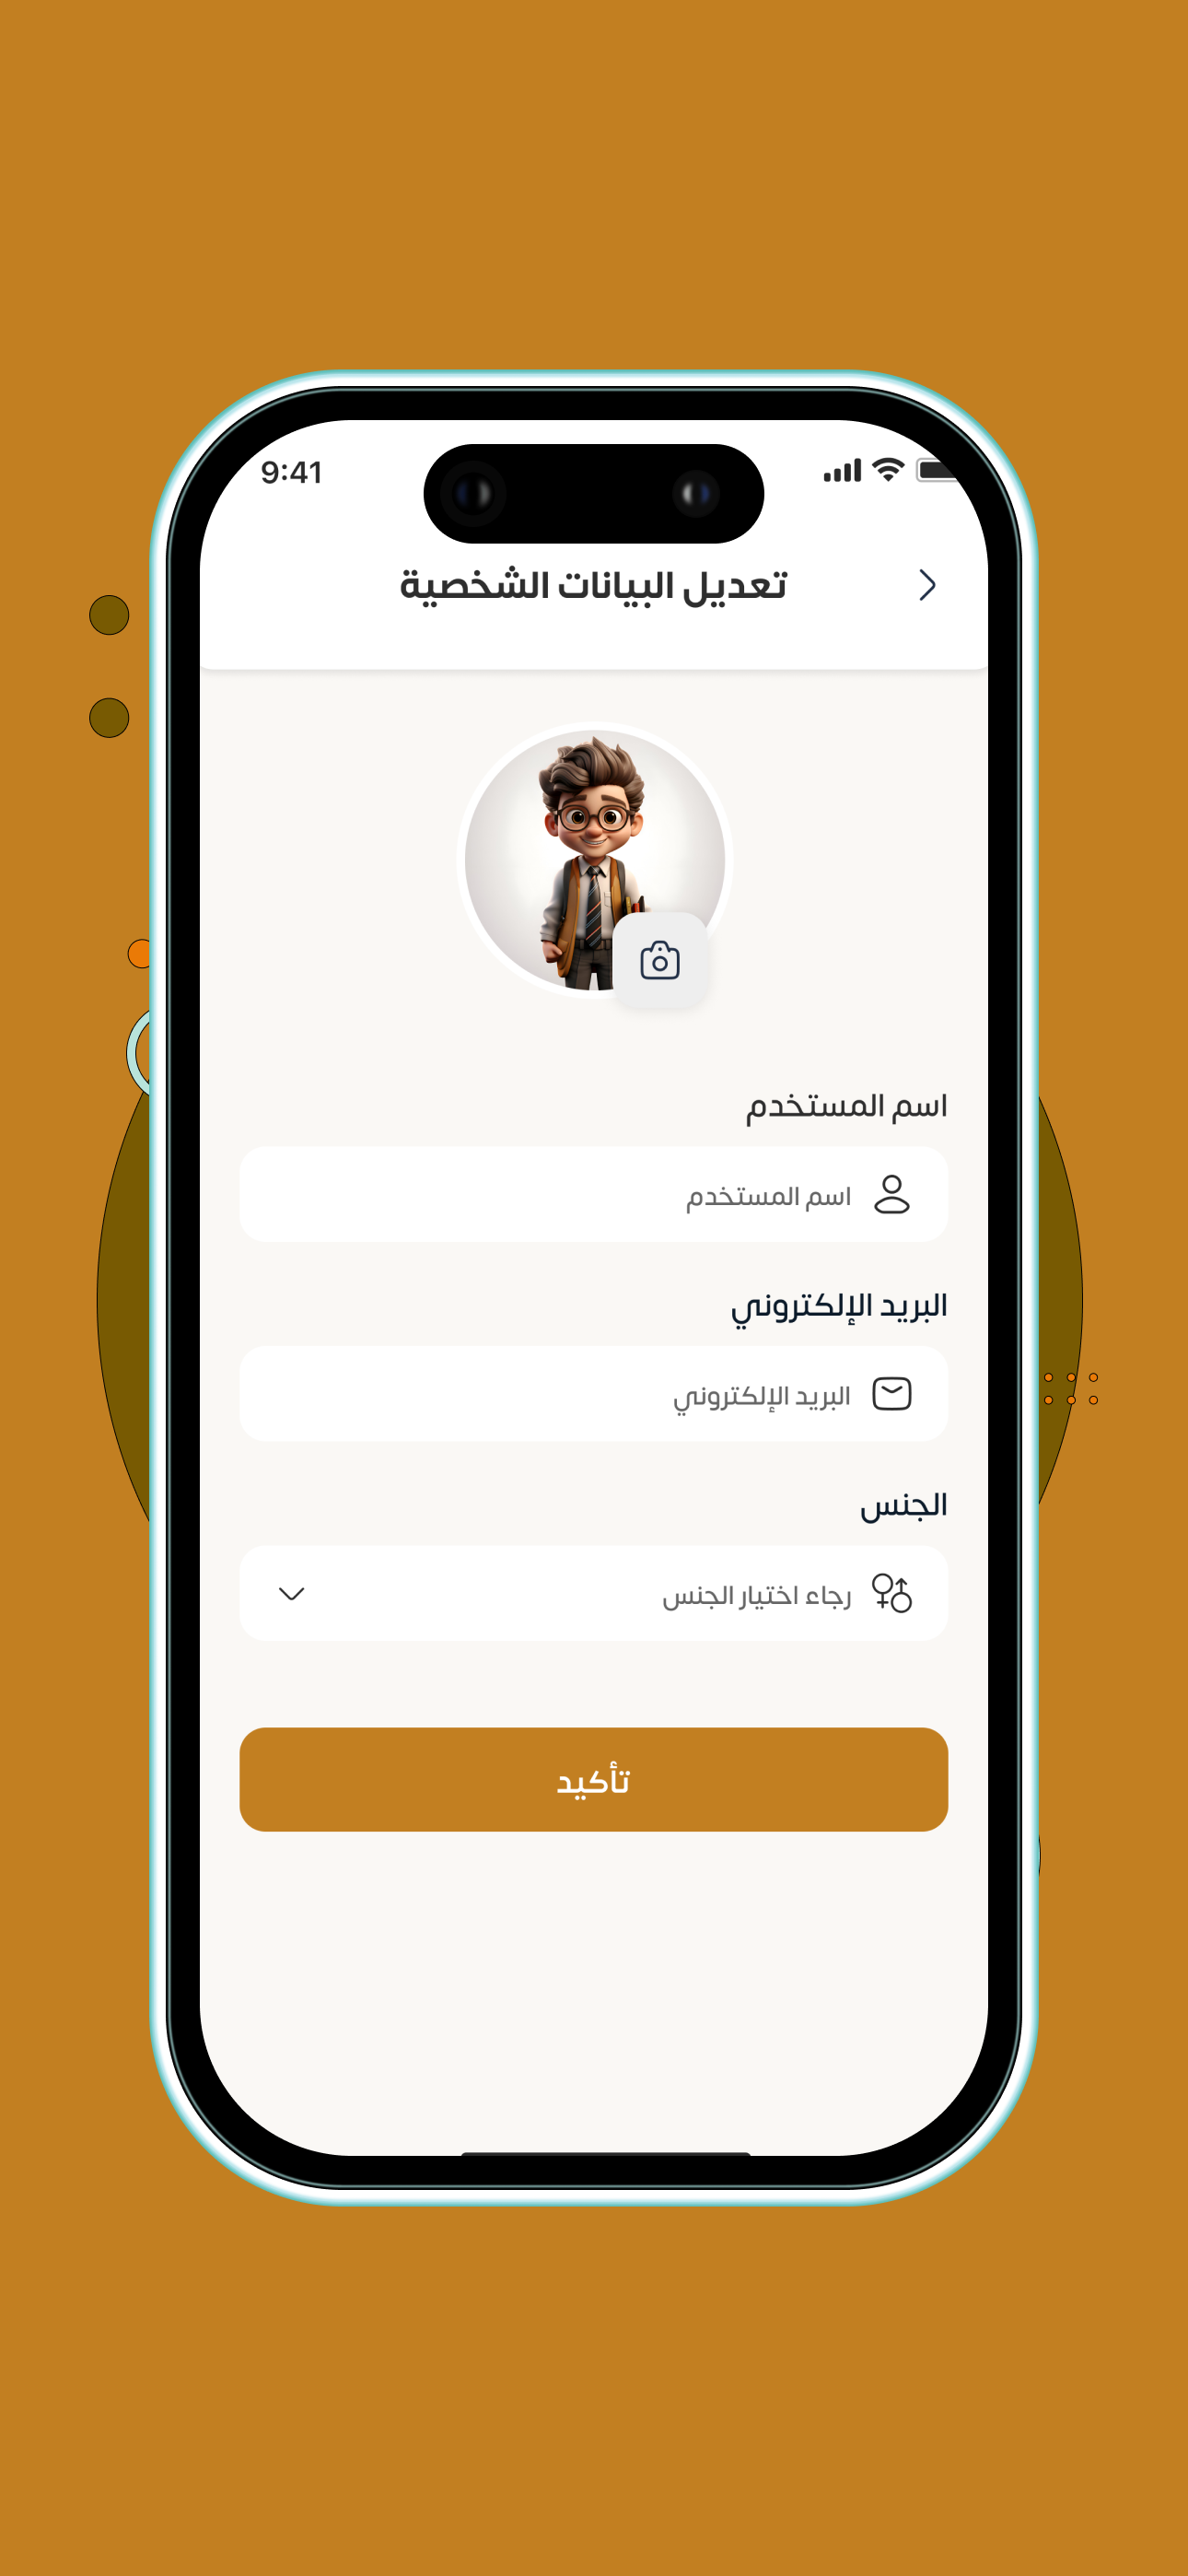 9:41
تعديل البيانات الشخصية
اسم المستخدم
اسم المستخدم
البريد الإلكتروني
البريد الإلكتروني
الجنس
رجاء اختيار الجنس
تأكيد